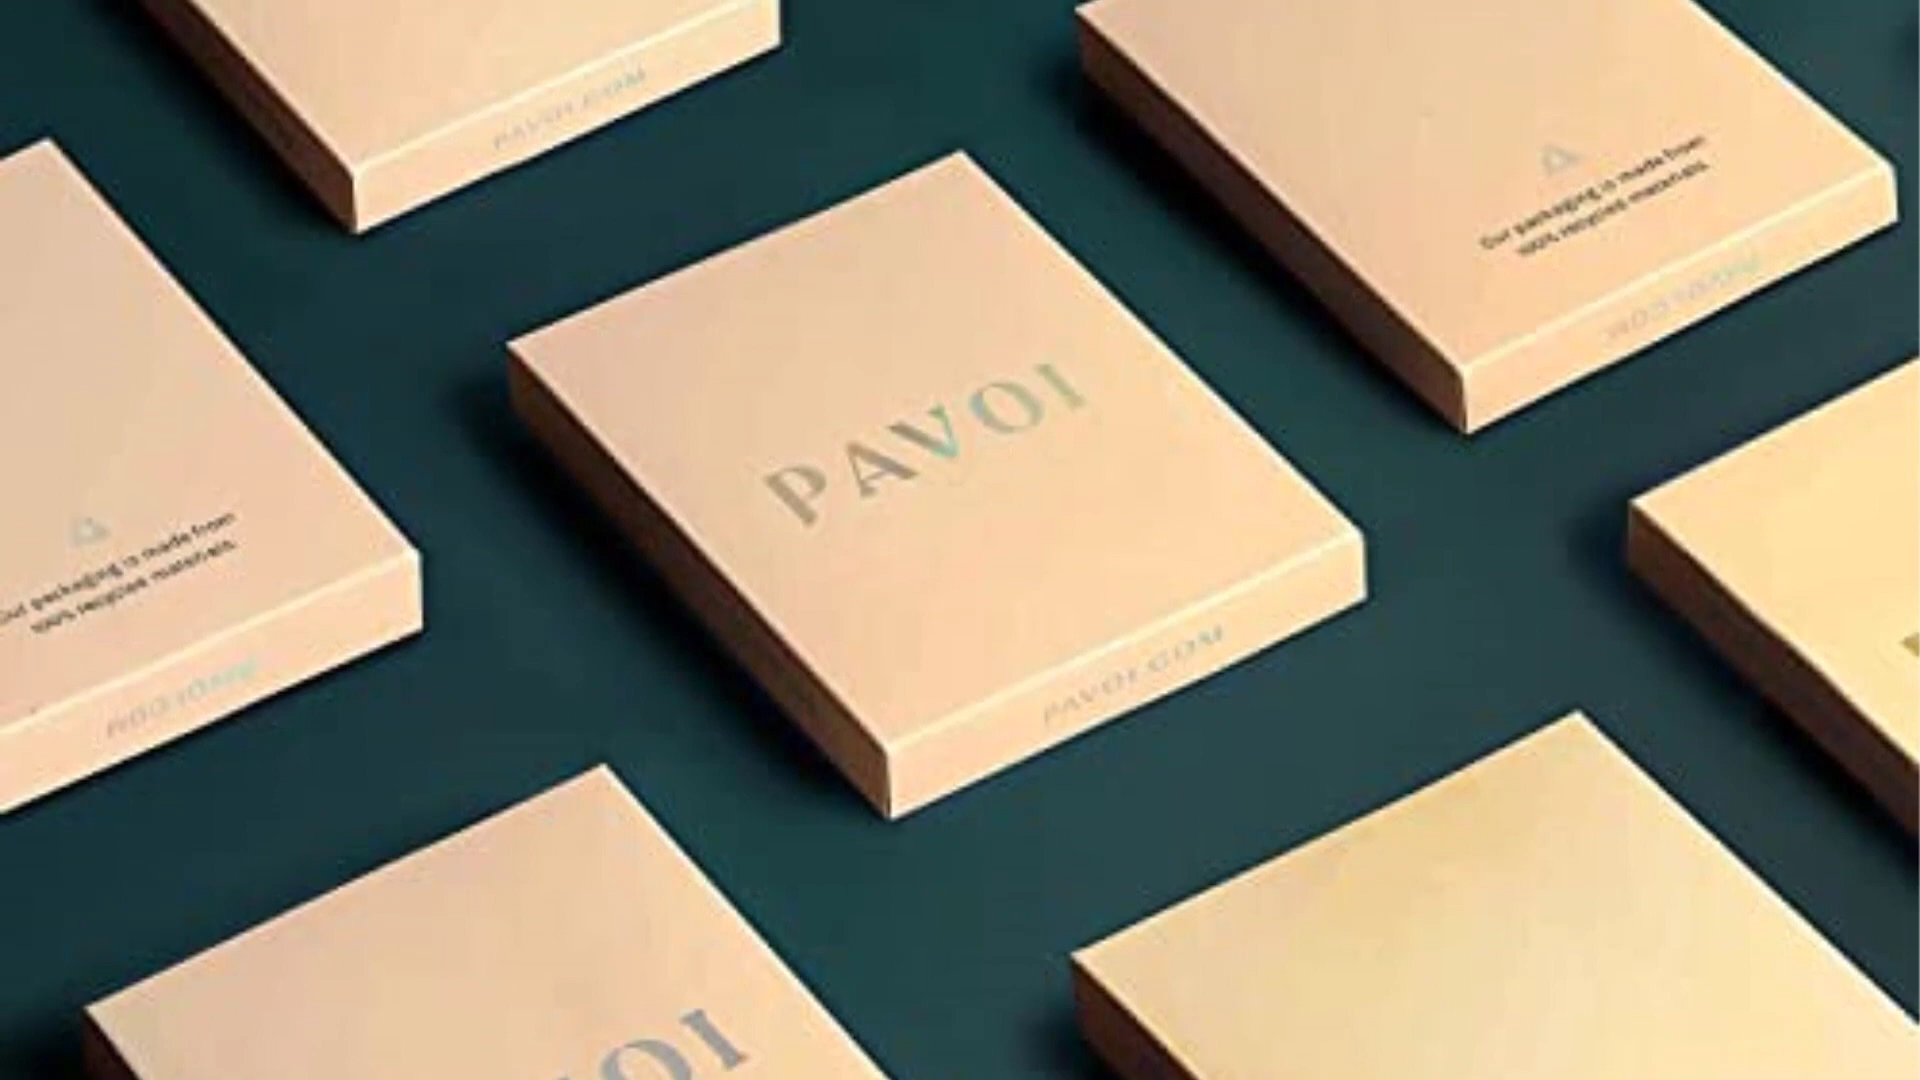 PAVOI.COM
Our packaging is made from
100% recycled materials.
PAVOI.COM
PAVOI
PAVOI.COM
Our packaging is made from
100% recycled materials.
PAVOI.COM
OI